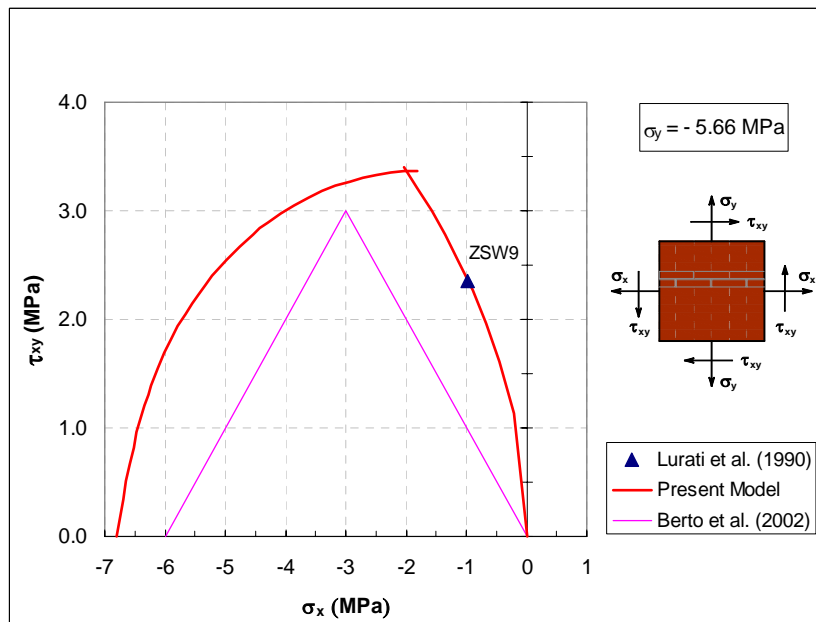 4.0
3.0
2.0
1.0
0.0
τxy (MPa)
-7 -6 -5 -4 -3 -2 -1 0 1
σx (MPa)
ZSW9
σy = - 5.66 MPa
σy
τxy
σx
σx
τxy
τxy
τxy
σy
Lurati et al. (1990)
Present Model
Berto et al. (2002)